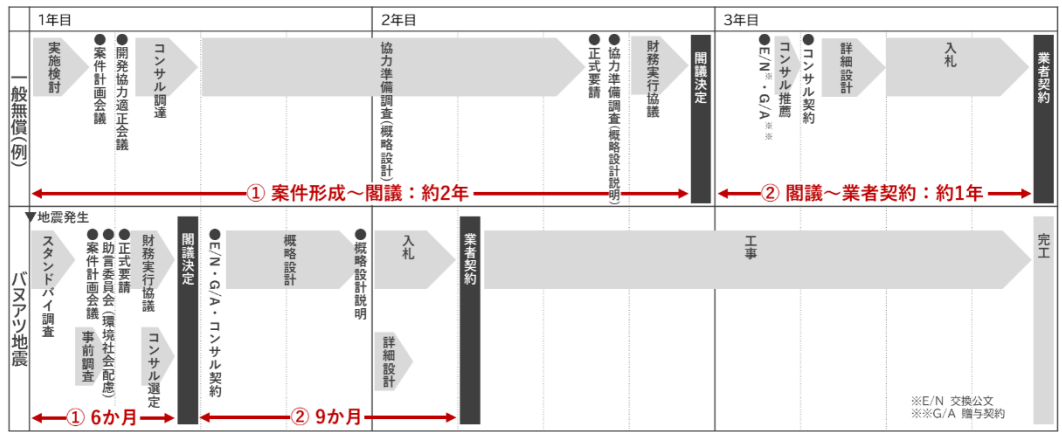 1年目
2年目
3年目
一般無償(例)
実施検討
案件計画会議
開発協力適正会議
コンサル調達
協力準備調査(概略設計)
正式要請
協力準備調査(概略設計説明)
財務実行協議
閣議決定
E/N※・G/A※※
コンサル推薦
コンサル契約
詳細設計
入札
業者契約
① 案件形成～閣議：約2年
② 閣議～業者契約：約1年
バヌアツ地震
▼地震発生
スタンドバイ調査
案件計画会議
助言委員会(環境社会配慮)
正式要請
財務実行協議
事前調査
コンサル選定
閣議決定
E/N・G/A・コンサル契約
概略設計
概略設計説明
入札
詳細設計
業者契約
工事
完工
① 6か月
② 9か月
※E/N 交換公文
※※G/A 贈与契約